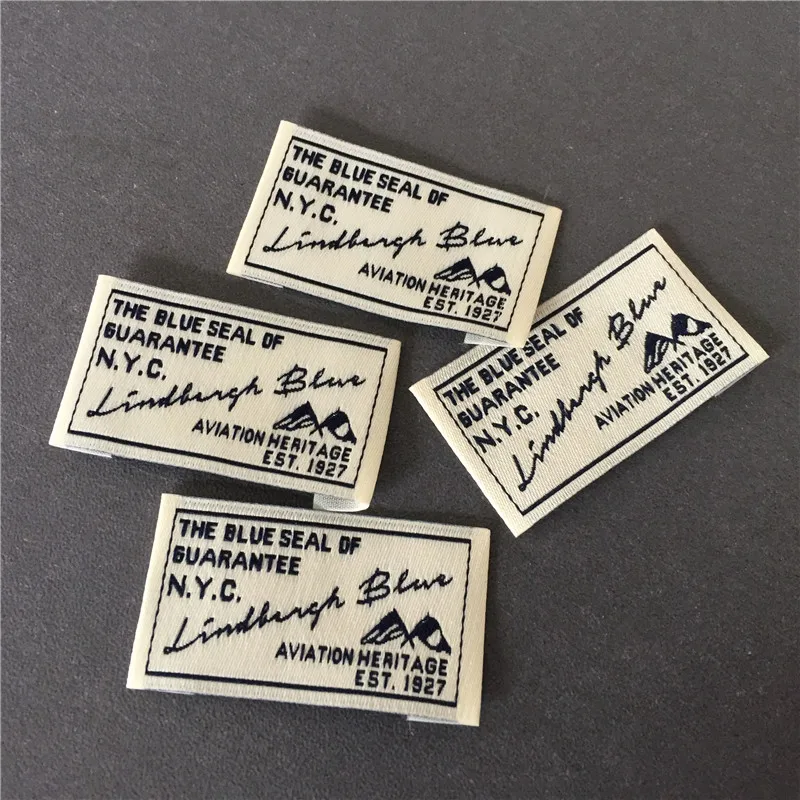 THE BLUE SEAL OF
GUARANTEE
N.Y.C.
Lindbergh Blue
AVIATION HERITAGE
EST. 1927
THE BLUE SEAL OF
GUARANTEE
N.Y.C.
Lindbergh Blue
AVIATION HERITAGE
EST. 1927
THE BLUE SEAL OF
GUARANTEE
N.Y.C.
Lindbergh Blue
AVIATION HERITAGE
EST. 1927
THE BLUE SEAL OF
GUARANTEE
N.Y.C.
Lindbergh Blue
AVIATION HERITAGE
EST. 1927